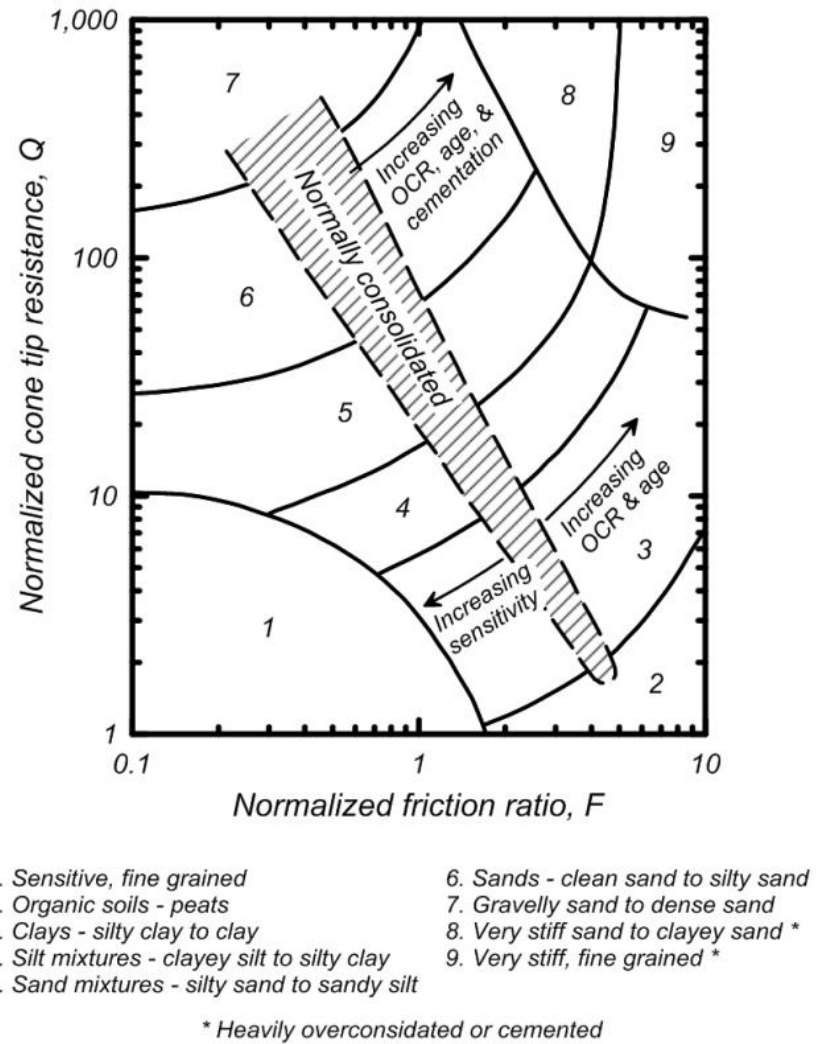 1,000
100
10
1
Normalized cone tip resistance, Q
7
8
9
Increasing
OCR, age, &
cementation
Normally consolidated
6
5
4
Increasing
OCR & age
3
Increasing
sensitivity
1
2
0.1
1
10
Normalized friction ratio, F
. Sensitive, fine grained
. Organic soils - peats
. Clays - silty clay to clay
. Silt mixtures - clayey silt to silty clay
. Sand mixtures - silty sand to sandy silt
6. Sands - clean sand to silty sand
7. Gravelly sand to dense sand
8. Very stiff sand to clayey sand *
9. Very stiff, fine grained *
* Heavily overconsidated or cemented